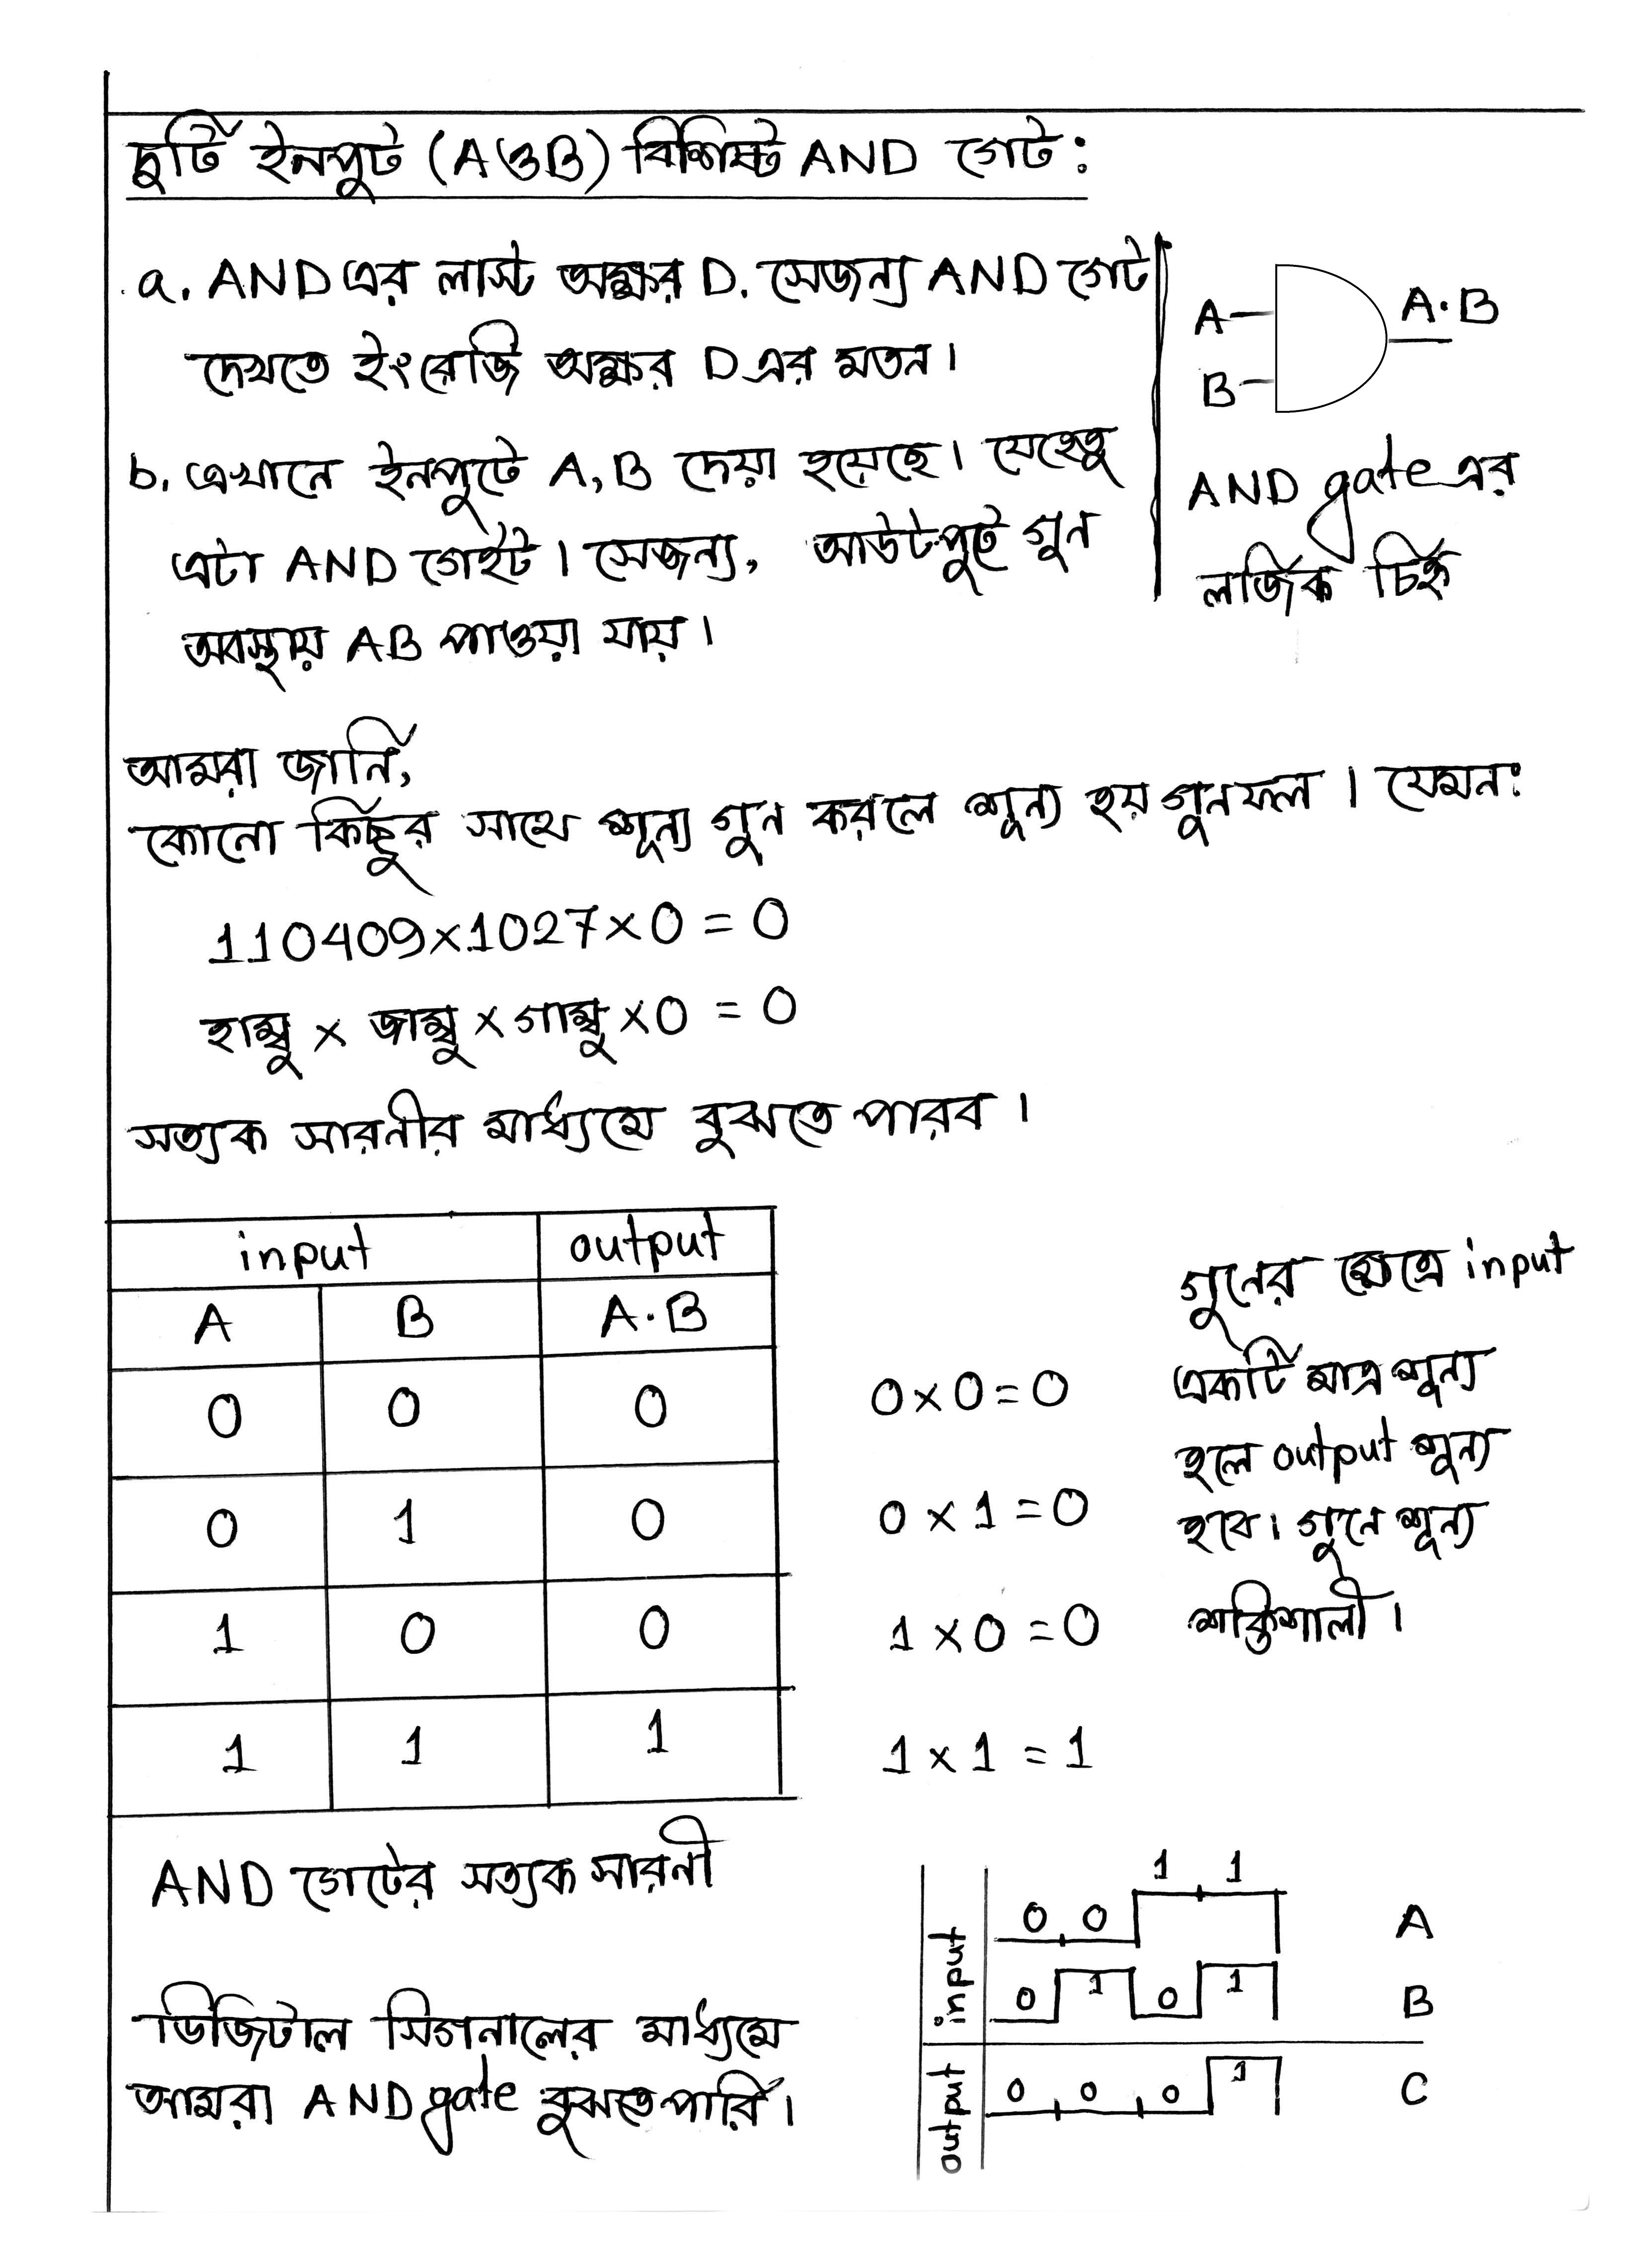 দুটি ইনপুট (A ও B) বিশিষ্ট AND গেট:
a. AND এর লাস্ট অক্ষর D. সেজন্য AND গেট
দেখতে ইংরেজি অক্ষর D এর মতন।
b. এখানে ইনপুটে A, B দেয়া হয়েছে। যেহেতু
এটা AND গেইট। সেজন্য, আউটপুটে গুন
অবস্থায় AB পাওয়া যায়।
A
B
A·B
AND gate এর
লজিক চিহ্ন
আমরা জানি,
কোনো কিছুর সাথে শূন্য গুন করলে শূন্য হয় গুনফল। যেমন:
110409×1027×0 = 0
হাম্বু × জাম্বু × গাম্বু × 0 = 0
সত্যক সারনীর মাধ্যমে বুঝতে পারব।
input output
A B A·B
0 0 0
0 1 0
1 0 0
1 1 1
0×0=0
0×1=0
1×0=0
1×1=1
গুনের ক্ষেত্রে input
একটি মাত্র শূন্য
হলে output শূন্য
হবে। গুনে শূন্য
শক্তিশালী।
AND গেটের সত্যক সারনী
ডিজিটাল সিগনালের মাধ্যমে
আমরা AND gate বুঝতে পারি।
input
0 0 1 1 A
0 1 0 1 B
output
0 0 0 1 C